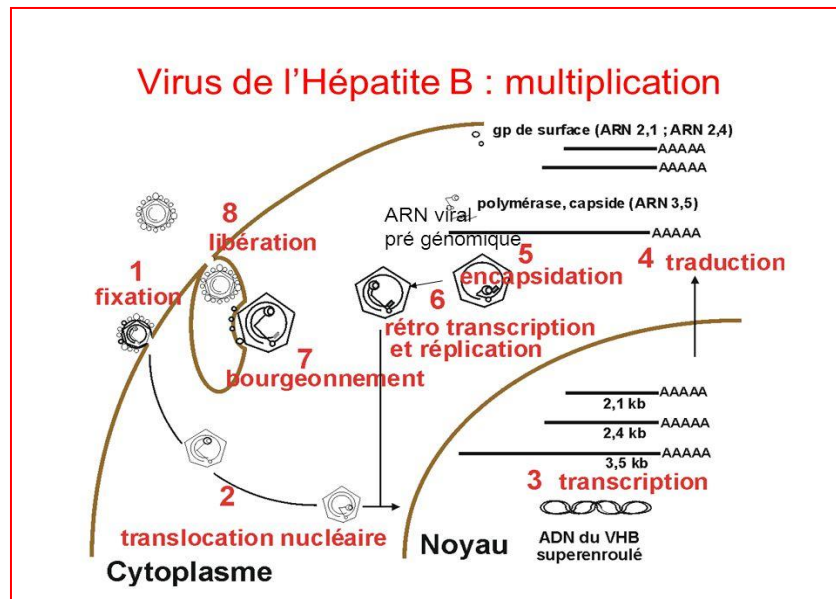 Virus de l'Hépatite B : multiplication
gp de surface (ARN 2,1 ; ARN 2,4)
AAAAA
AAAAA
polymérase, capside (ARN 3,5)
ARN viral
pré génomique
AAAAA
8
libération
1
fixation
5
encapsidation
4 traduction
6
rétro transcription
et réplication
7
bourgeonnement
AAAAA
2,1 kb
AAAAA
2,4 kb
AAAAA
3,5 kb
3 transcription
2
translocation nucléaire
Noyau
ADN du VHB
superenroulé
Cytoplasme